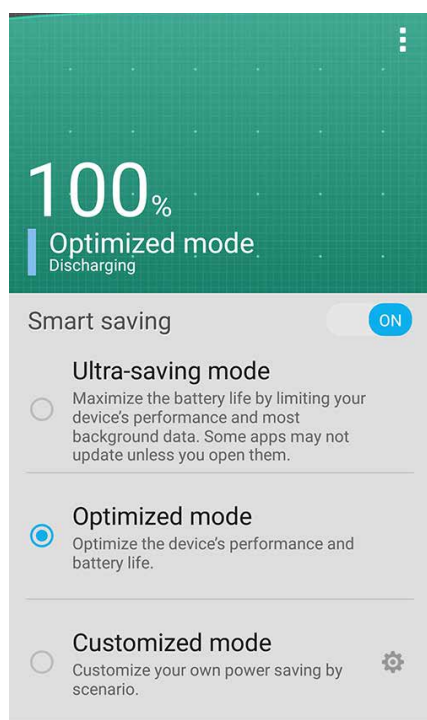 100%
Optimized mode
Discharging
Smart saving
ON
Ultra-saving mode
Maximize the battery life by limiting your
device's performance and most
background data. Some apps may not
update unless you open them.
Optimized mode
Optimize the device's performance and
battery life.
Customized mode
Customize your own power saving by
scenario.